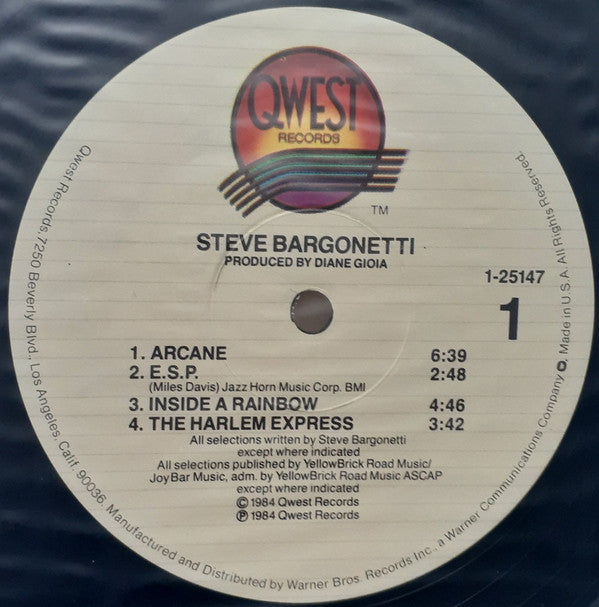 QWEST
RECORDS
TM
STEVE BARGONETTI
PRODUCED BY DIANE GIOIA
1-25147
1
1. ARCANE 6:39
2. E.S.P. 2:48
(Miles Davis) Jazz Horn Music Corp. BMI
3. INSIDE A RAINBOW 4:46
4. THE HARLEM EXPRESS 3:42
All selections written by Steve Bargonetti
except where indicated
All selections published by YellowBrick Road Music/
JoyBar Music, adm. by YellowBrick Road Music ASCAP
except where indicated
© 1984 Qwest Records
℗ 1984 Qwest Records
Qwest Records, 7250 Beverly Blvd., Los Angeles, Calif. 90036. Manufactured and Distributed by Warner Bros. Records Inc., a Warner Communications Company. Made in U.S.A. All Rights Reserved.